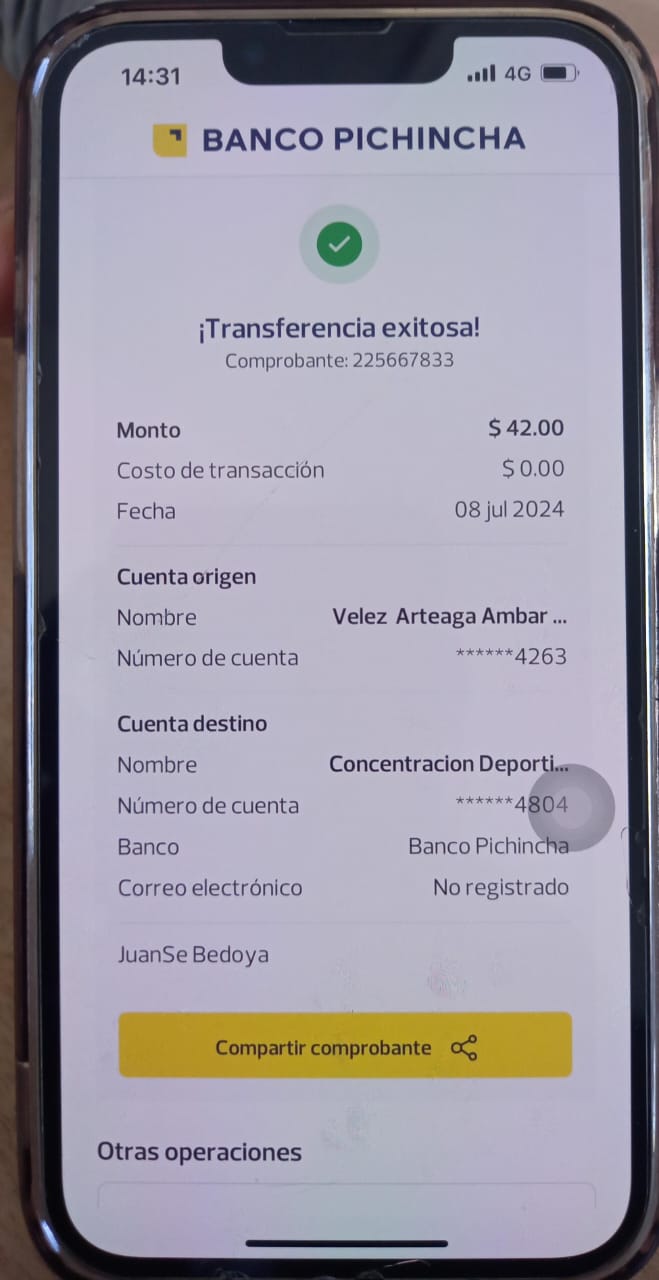 14:31 4G
BANCO PICHINCHA
¡Transferencia exitosa!
Comprobante: 225667833
Monto $ 42.00
Costo de transacción $ 0.00
Fecha 08 jul 2024
Cuenta origen
Nombre Velez Arteaga Ambar ...
Número de cuenta ******4263
Cuenta destino
Nombre Concentracion Deporti...
Número de cuenta ******4804
Banco Banco Pichincha
Correo electrónico No registrado
JuanSe Bedoya
Compartir comprobante
Otras operaciones